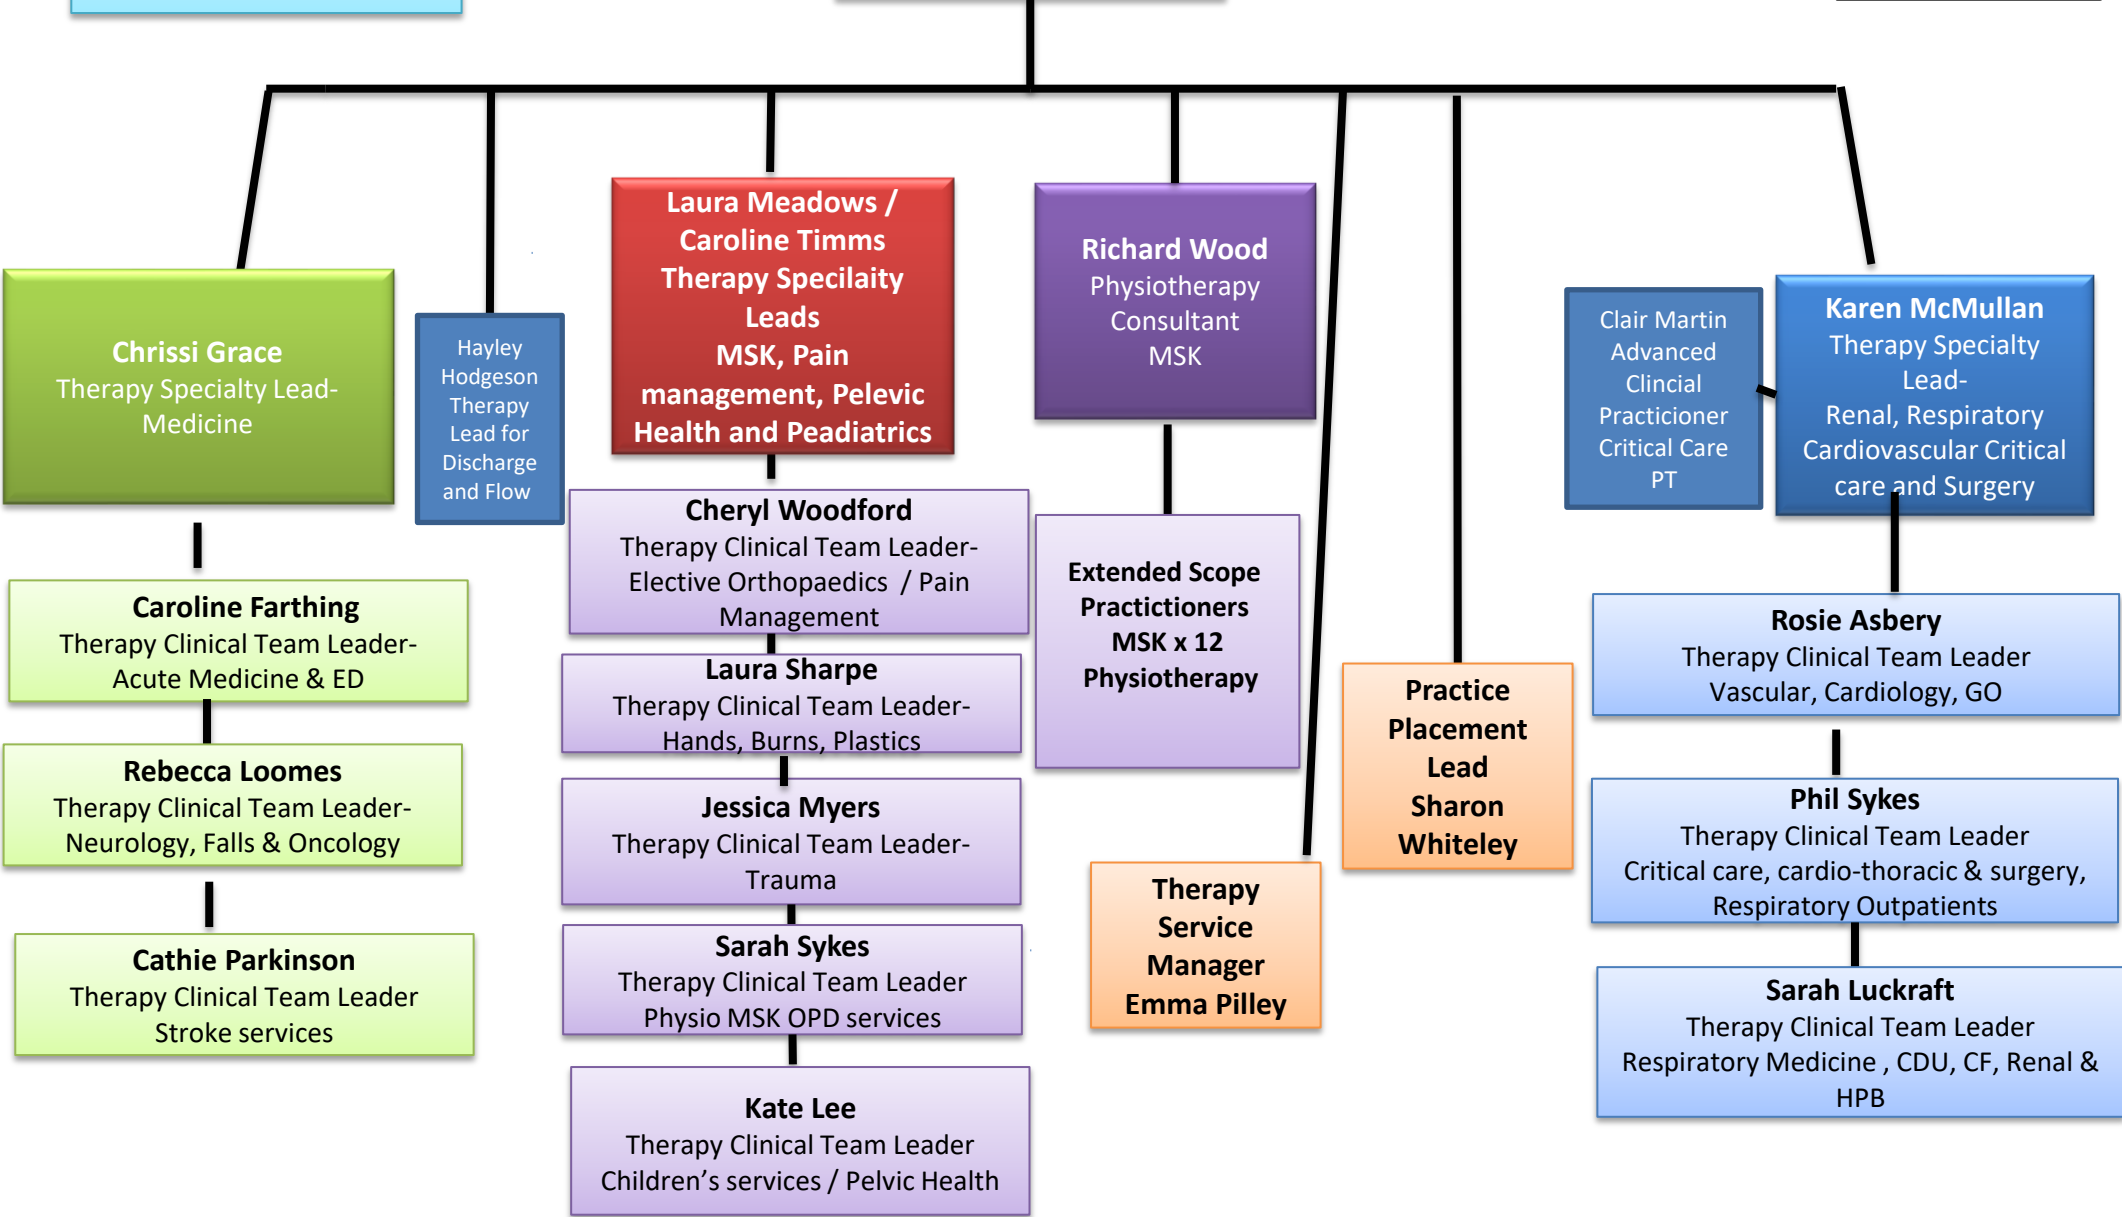 Chrissi Grace
Therapy Specialty Lead-
Medicine
Hayley
Hodgeson
Therapy
Lead for
Discharge
and Flow
Laura Meadows /
Caroline Timms
Therapy Specilaity
Leads
MSK, Pain
management, Pelevic
Health and Peadiatrics
Richard Wood
Physiotherapy
Consultant
MSK
Clair Martin
Advanced
Clincial
Practicioner
Critical Care
PT
Karen McMullan
Therapy Specialty
Lead-
Renal, Respiratory
Cardiovascular Critical
care and Surgery
Caroline Farthing
Therapy Clinical Team Leader-
Acute Medicine & ED
Rebecca Loomes
Therapy Clinical Team Leader-
Neurology, Falls & Oncology
Cathie Parkinson
Therapy Clinical Team Leader
Stroke services
Cheryl Woodford
Therapy Clinical Team Leader-
Elective Orthopaedics / Pain
Management
Laura Sharpe
Therapy Clinical Team Leader-
Hands, Burns, Plastics
Jessica Myers
Therapy Clinical Team Leader-
Trauma
Sarah Sykes
Therapy Clinical Team Leader
Physio MSK OPD services
Kate Lee
Therapy Clinical Team Leader
Children's services / Pelvic Health
Extended Scope
Practictioners
MSK x 12
Physiotherapy
Therapy
Service
Manager
Emma Pilley
Practice
Placement
Lead
Sharon
Whiteley
Rosie Asbery
Therapy Clinical Team Leader
Vascular, Cardiology, GO
Phil Sykes
Therapy Clinical Team Leader
Critical care, cardio-thoracic & surgery,
Respiratory Outpatients
Sarah Luckraft
Therapy Clinical Team Leader
Respiratory Medicine , CDU, CF, Renal &
HPB